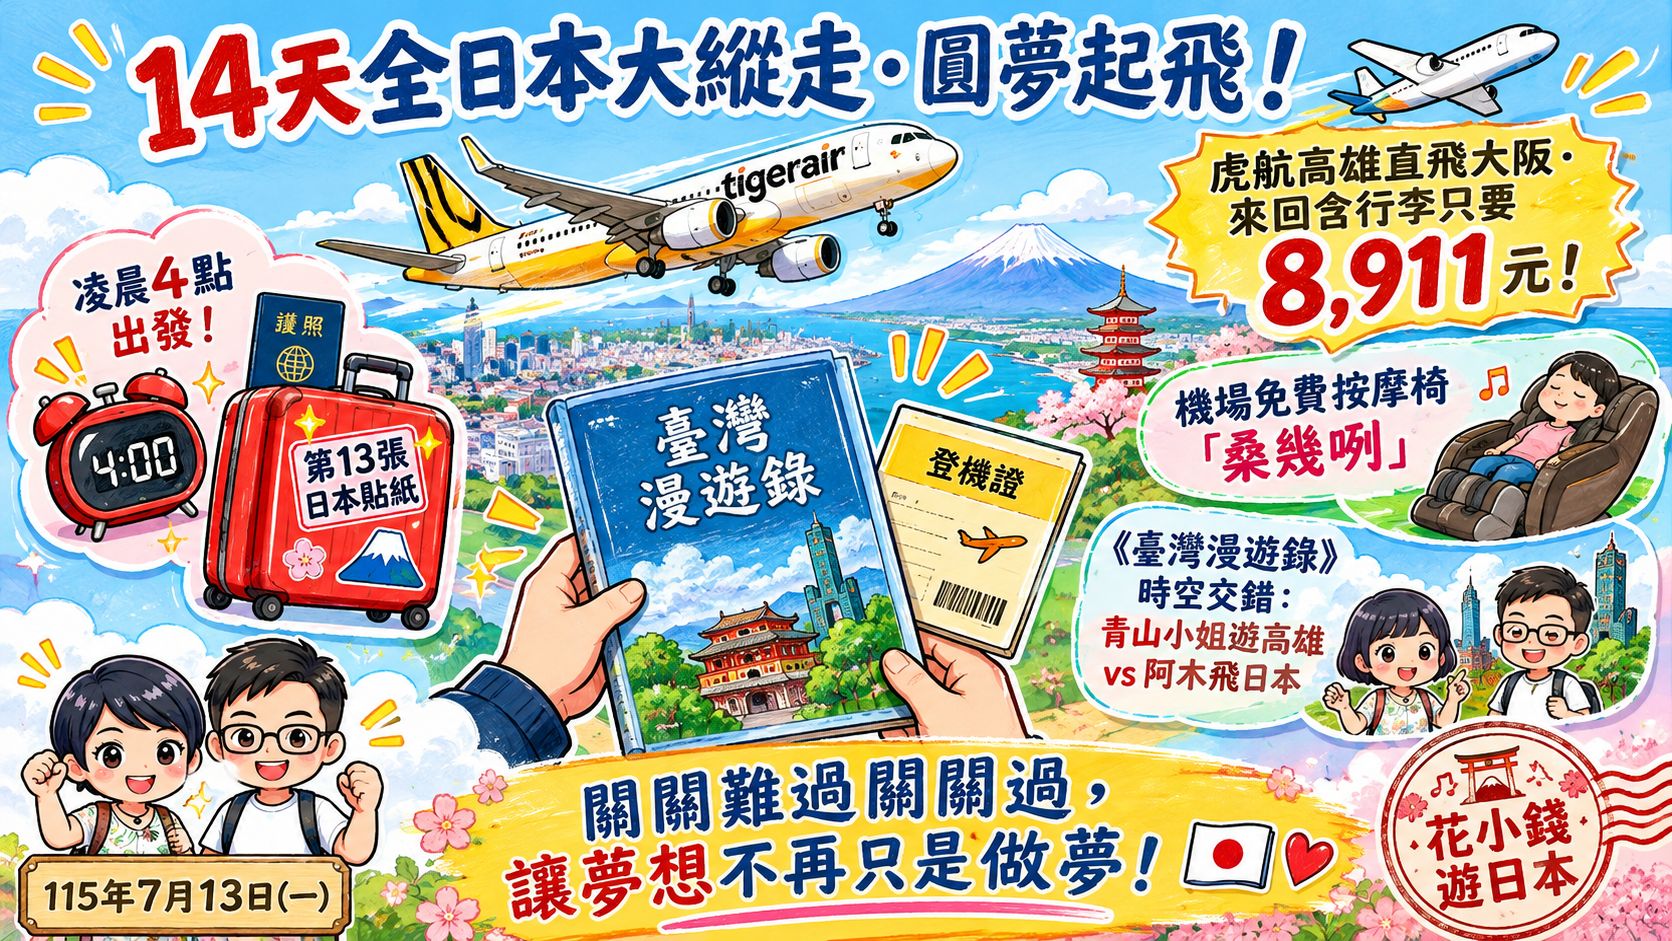 14天全日本大縱走·圓夢起飛！
tigerair
虎航高雄直飛大阪·
來回含行李只要
8,911元！
凌晨4點
出發！
護照
4:00
第13張
日本貼紙
臺灣
漫遊錄
登機證
機場免費按摩椅
「桑幾咧」
《臺灣漫遊錄》
時空交錯：
青山小姐遊高雄
vs 阿木飛日本
關關難過關關過，
讓夢想不再只是做夢！
115年7月13日(一)
花小錢
遊日本